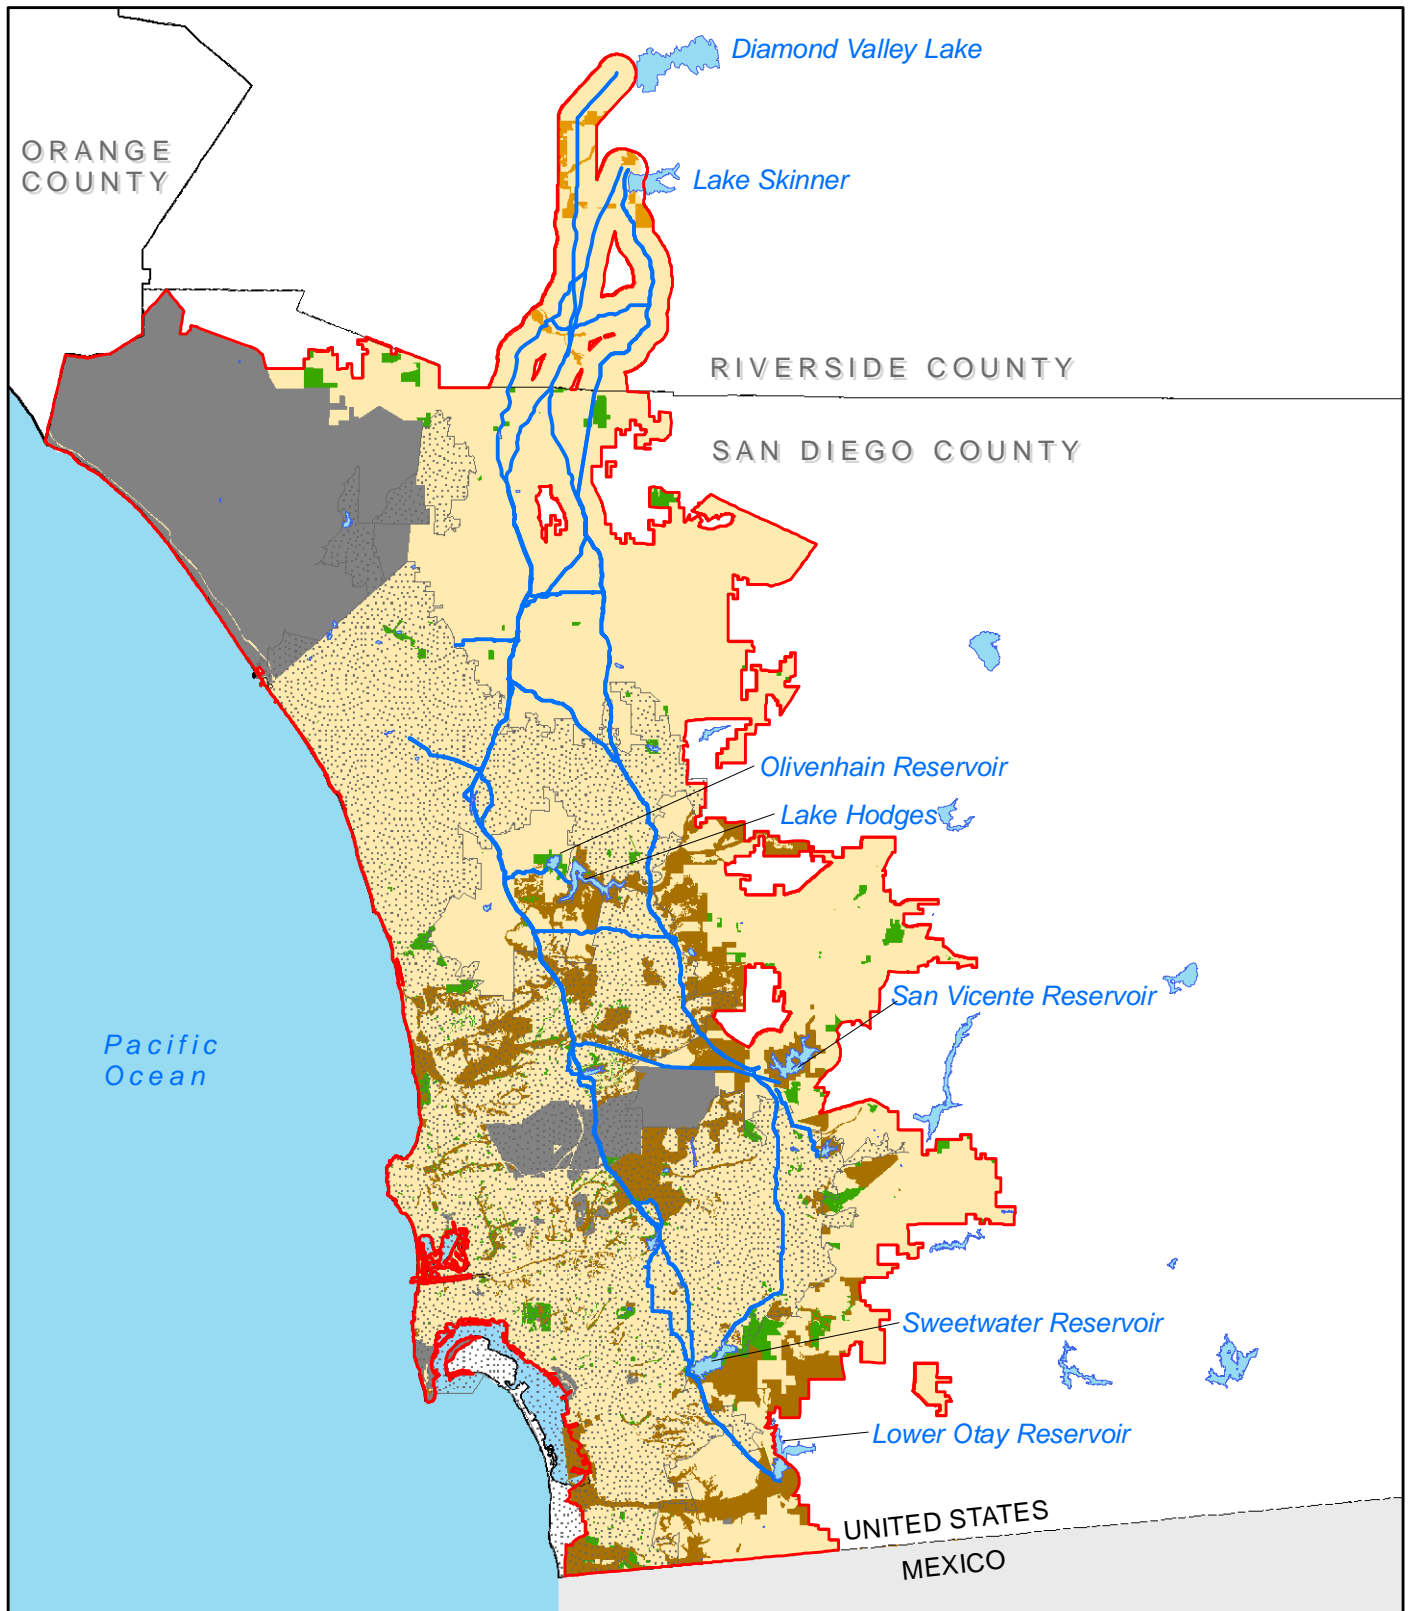 Diamond Valley Lake
ORANGE
COUNTY
Lake Skinner
RIVERSIDE COUNTY
SAN DIEGO COUNTY
Olivenhain Reservoir
Lake Hodges
San Vicente Reservoir
Pacific
Ocean
Sweetwater Reservoir
Lower Otay Reservoir
UNITED STATES
MEXICO